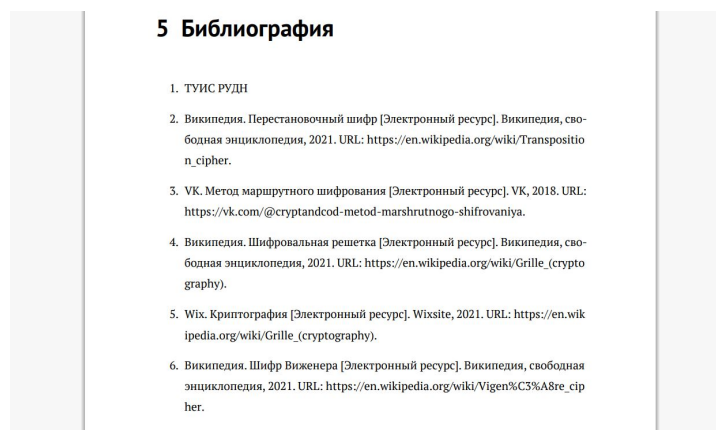 5 Библиография
1. ТУИС РУДН
2. Википедия. Перестановочный шифр [Электронный ресурс]. Википедия, сво-
бодная энциклопедия, 2021. URL: https://en.wikipedia.org/wiki/Transpositio
n_cipher.
3. VK. Метод маршрутного шифрования [Электронный ресурс]. VK, 2018. URL:
https://vk.com/@cryptandcod-metod-marshrutnogo-shifrovaniya.
4. Википедия. Шифровальная решетка [Электронный ресурс]. Википедия, сво-
бодная энциклопедия, 2021. URL: https://en.wikipedia.org/wiki/Grille_(crypto
graphy).
5. Wix. Криптография [Электронный ресурс]. Wixsite, 2021. URL: https://en.wik
ipedia.org/wiki/Grille_(cryptography).
6. Википедия. Шифр Виженера [Электронный ресурс]. Википедия, свободная
энциклопедия, 2021. URL: https://en.wikipedia.org/wiki/Vigen%C3%A8re_cip
her.